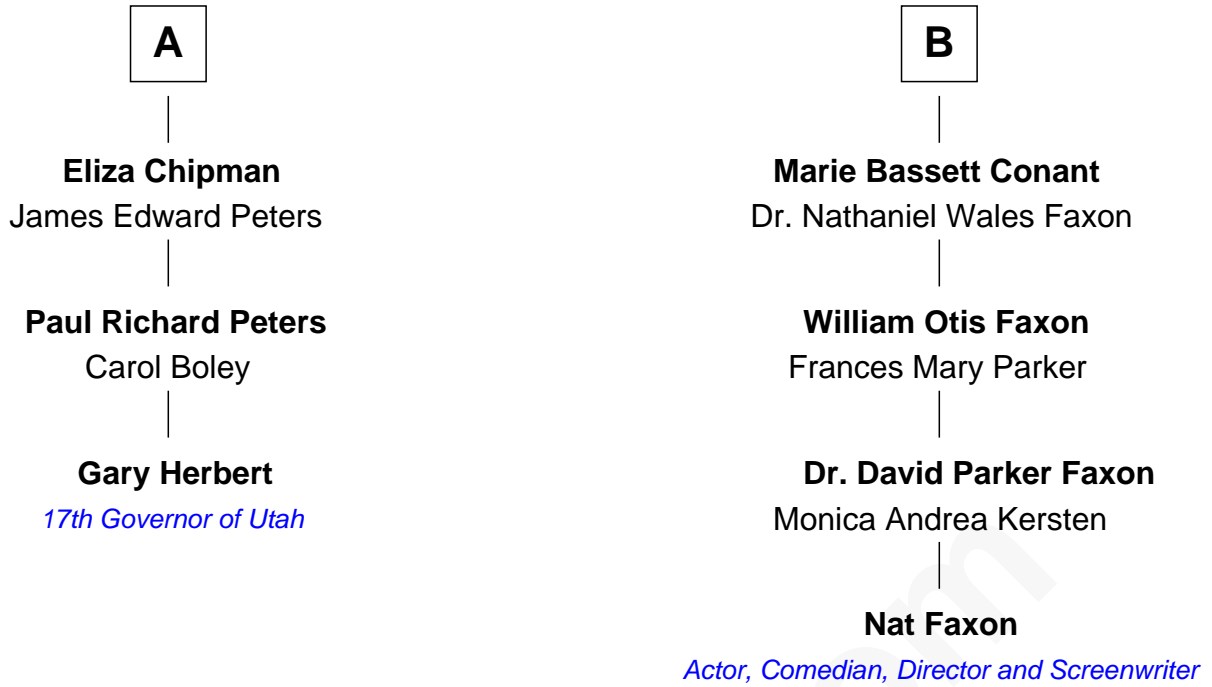 A
Eliza Chipman
James Edward Peters
Paul Richard Peters
Carol Boley
Gary Herbert
17th Governor of Utah
B
Marie Bassett Conant
Dr. Nathaniel Wales Faxon
William Otis Faxon
Frances Mary Parker
Dr. David Parker Faxon
Monica Andrea Kersten
Nat Faxon
Actor, Comedian, Director and Screenwriter